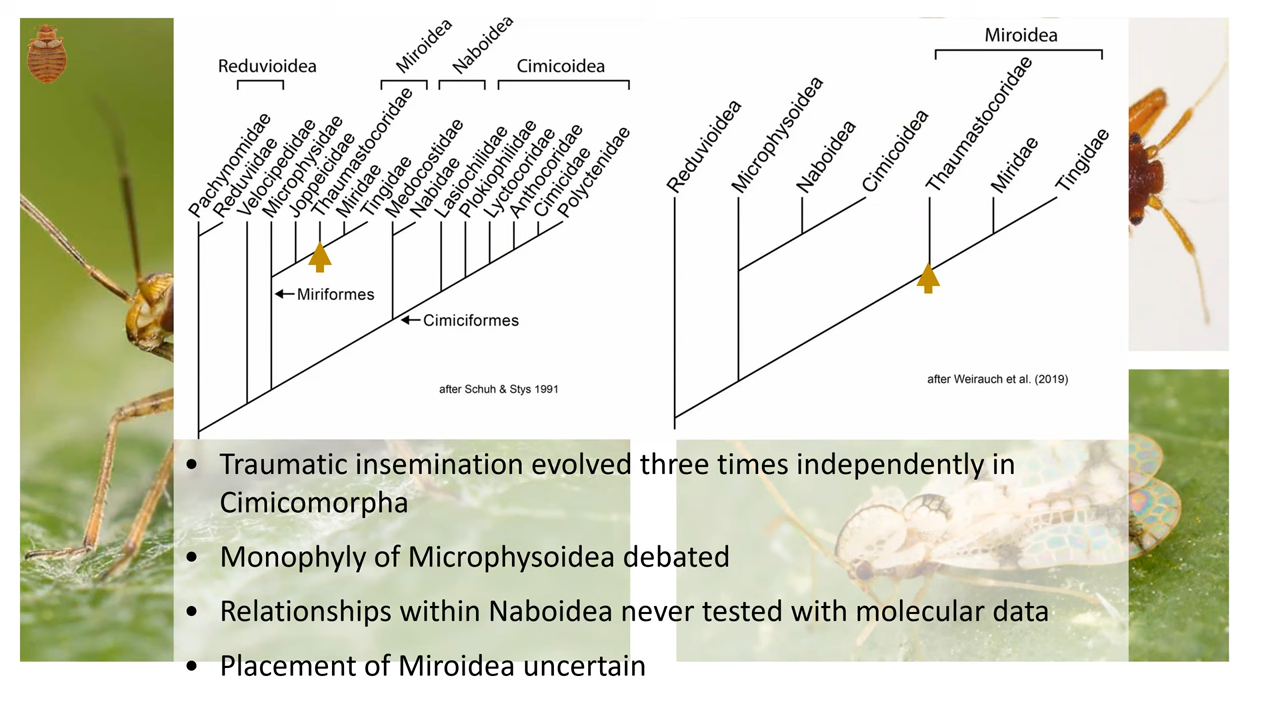 Reduvioidea
Miroidea
Naboidea
Cimicoidea
Pachynomidae
Reduviidae
Velocipedidae
Microphysidae
Joppeicidae
Thaumastocoridae
Miridae
Tingidae
Medocostidae
Nabidae
Lasiochilidae
Plokiophilidae
Lyctocoridae
Anthocoridae
Cimicidae
Polyctenidae
Miriformes
Cimiciformes
after Schuh & Stys 1991
Miroidea
Reduvioidea
Microphysoidea
Naboidea
Cimicoidea
Thaumastocoridae
Miridae
Tingidae
after Weirauch et al. (2019)
• Traumatic insemination evolved three times independently in
Cimicomorpha
• Monophyly of Microphysoidea debated
• Relationships within Naboidea never tested with molecular data
• Placement of Miroidea uncertain